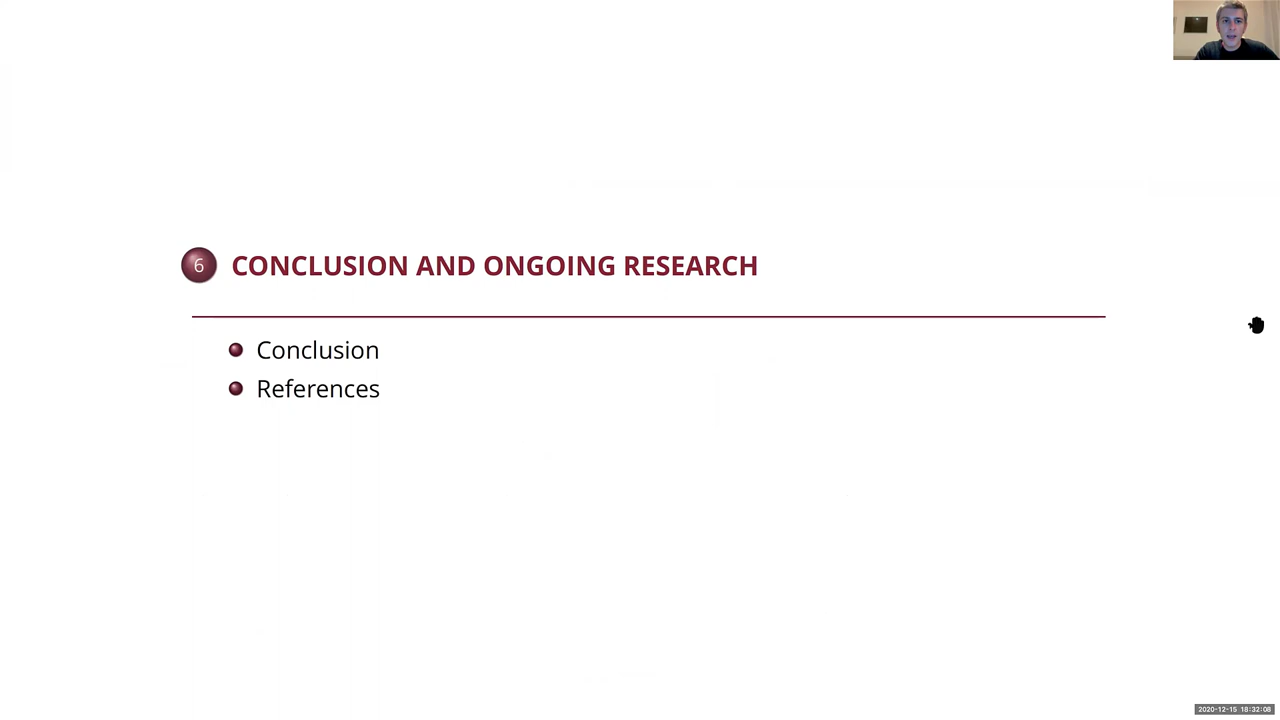 6 CONCLUSION AND ONGOING RESEARCH
Conclusion
References
2020-12-15 18:32:08